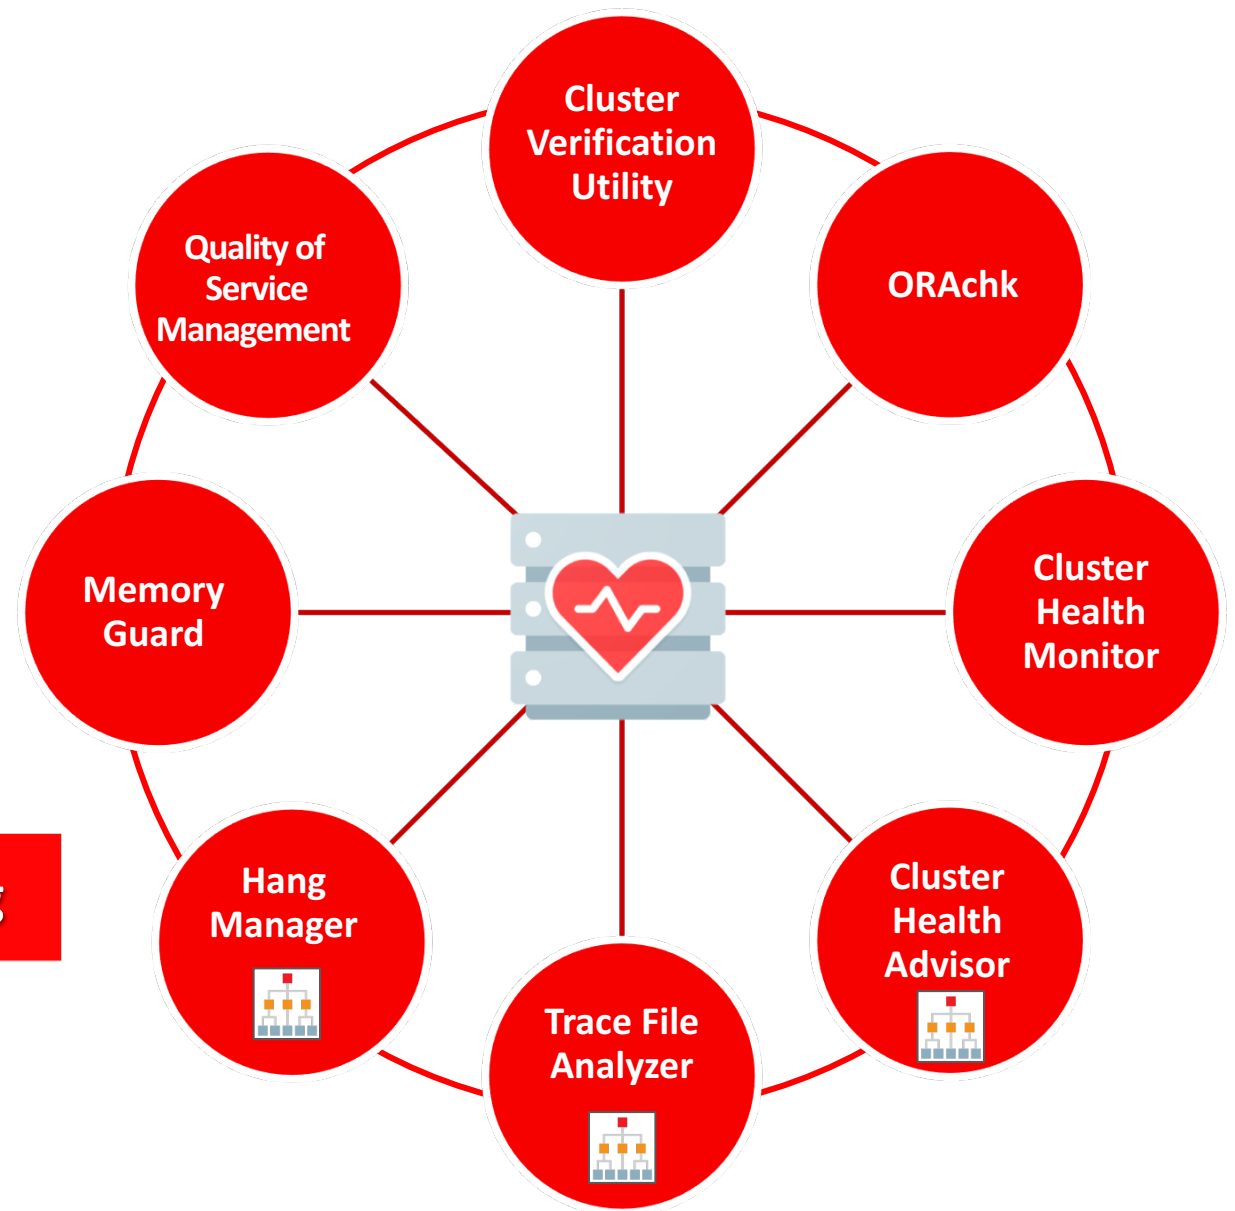 Cluster
Verification
Utility
ORAchk
Cluster
Health
Monitor
Cluster
Health
Advisor
Trace File
Analyzer
Hang
Manager
Memory
Guard
Quality of
Service
Management